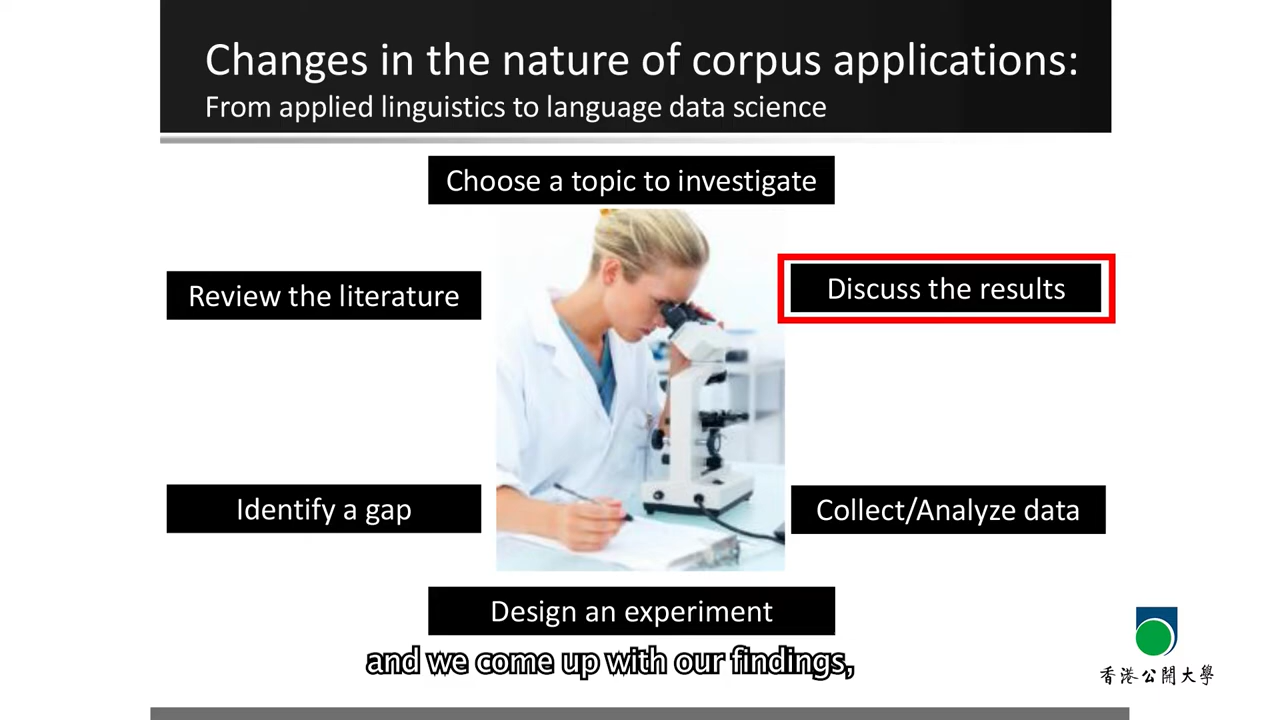 Changes in the nature of corpus applications:
From applied linguistics to language data science
Choose a topic to investigate
Review the literature
Discuss the results
Identify a gap
Collect/Analyze data
Design an experiment
and we come up with our findings,
香港公開大學